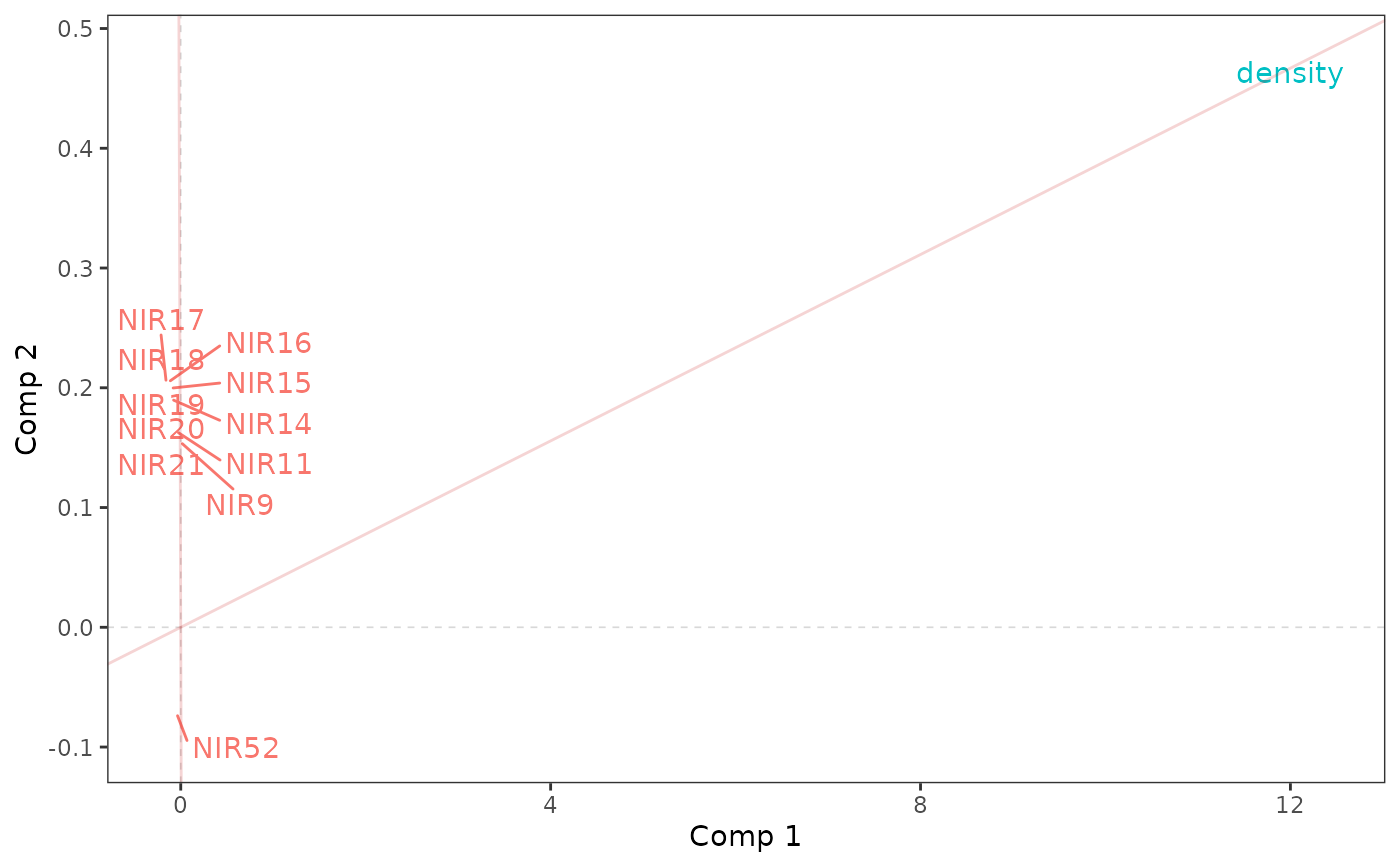 0.5
density
0.4
0.3
NIR17
NIR16
NIR18
NIR15
0.2
NIR19
NIR14
NIR20
NIR11
NIR21
NIR9
0.1
0.0
-0.1
NIR52
Comp 2
0
4
8
12
Comp 1